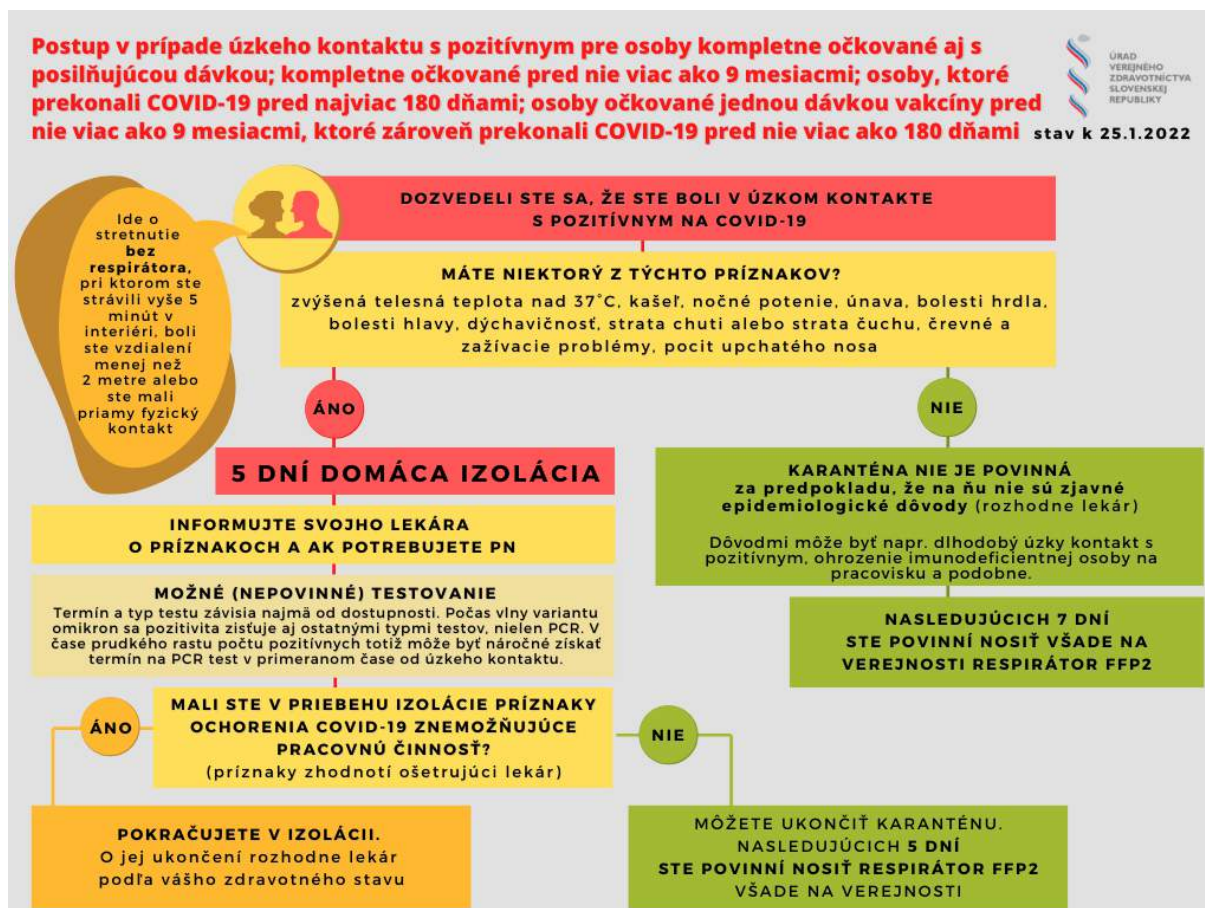 Postup v prípade úzkeho kontaktu s pozitívnym pre osoby kompletne očkované aj s
posilňujúcou dávkou; kompletne očkované pred nie viac ako 9 mesiacmi; osoby, ktoré
prekonali COVID-19 pred najviac 180 dňami; osoby očkované jednou dávkou vakcíny pred
nie viac ako 9 mesiacmi, ktoré zároveň prekonali COVID-19 pred nie viac ako 180 dňami
ÚRAD
VEREJNÉHO
ZDRAVOTNÍCTVA
SLOVENSKEJ
REPUBLIKY
stav k 25.1.2022
Ide o
stretnutie
bez
respirátora,
pri ktorom ste
strávili vyše 5
minút v
interiéri, boli
ste vzdialení
menej než
2 metre alebo
ste mali
priamy fyzický
kontakt
DOZVEDELI STE SA, ŽE STE BOLI V ÚZKOM KONTAKTE
S POZITÍVNYM NA COVID-19
MÁTE NIEKTORÝ Z TÝCHTO PRÍZNAKOV?
zvýšená telesná teplota nad 37°C, kašeľ, nočné potenie, únava, bolesti hrdla,
bolesti hlavy, dýchavičnosť, strata chuti alebo strata čuchu, črevné a
zažívacie problémy, pocit upchatého nosa
ÁNO
NIE
5 DNÍ DOMÁCA IZOLÁCIA
INFORMUJTE SVOJHO LEKÁRA
O PRÍZNAKOCH A AK POTREBUJETE PN
MOŽNÉ (NEPOVINNÉ) TESTOVANIE
Termín a typ testu závisia najmä od dostupnosti. Počas vlny variantu
omikron sa pozitivita zisťuje aj ostatnými typmi testov, nielen PCR. V
čase prudkého rastu počtu pozitívnych totiž môže byť náročné získať
termín na PCR test v primeranom čase od úzkeho kontaktu.
KARANTÉNA NIE JE POVINNÁ
za predpokladu, že na ňu nie sú zjavné
epidemiologické dôvody (rozhodne lekár)
Dôvodmi môže byť napr. dlhodobý úzky kontakt s
pozitívnym, ohrozenie imunodeficientnej osoby na
pracovisku a podobne.
NASLEDUJÚCICH 7 DNÍ
STE POVINNÍ NOSIŤ VŠADE NA
VEREJNOSTI RESPIRÁTOR FFP2
MALI STE V PRIEBEHU IZOLÁCIE PRÍZNAKY
OCHORENIA COVID-19 ZNEMOŽŇUJÚCE
PRACOVNÚ ČINNOSŤ?
(príznaky zhodnotí ošetrujúci lekár)
ÁNO
NIE
POKRAČUJETE V IZOLÁCII.
O jej ukončení rozhodne lekár
podľa vášho zdravotného stavu
MÔŽETE UKONČIŤ KARANTÉNU.
NASLEDUJÚCICH 5 DNÍ
STE POVINNÍ NOSIŤ RESPIRÁTOR FFP2
VŠADE NA VEREJNOSTI